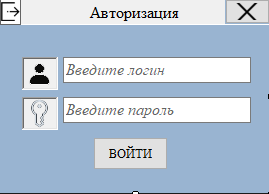 Авторизация
Введите логин
Введите пароль
ВОЙТИ